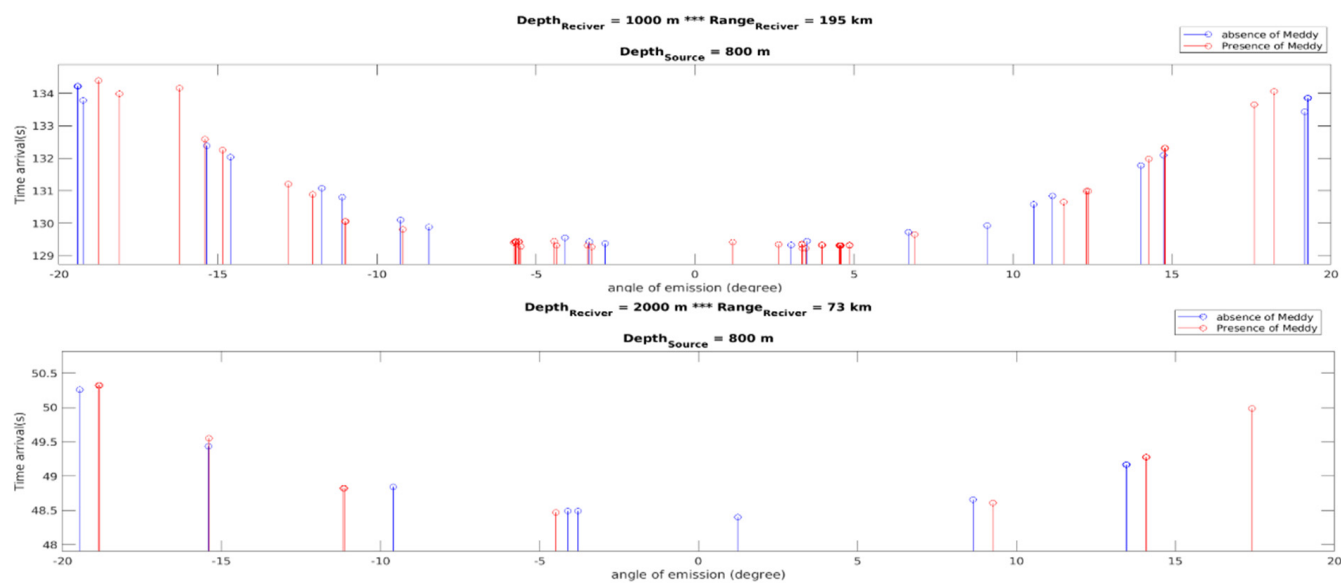 Depth_Reciver = 1000 m *** Range_Reciver = 195 km
Depth_Source = 800 m
absence of Meddy
Presence of Meddy
Time arrival(s)
134
133
132
131
130
129
-20 -15 -10 -5 0 5 10 15 20
angle of emission (degree)
Depth_Reciver = 2000 m *** Range_Reciver = 73 km
Depth_Source = 800 m
absence of Meddy
Presence of Meddy
Time arrival(s)
50.5
50
49.5
49
48.5
48
-20 -15 -10 -5 0 5 10 15 20
angle of emission (degree)